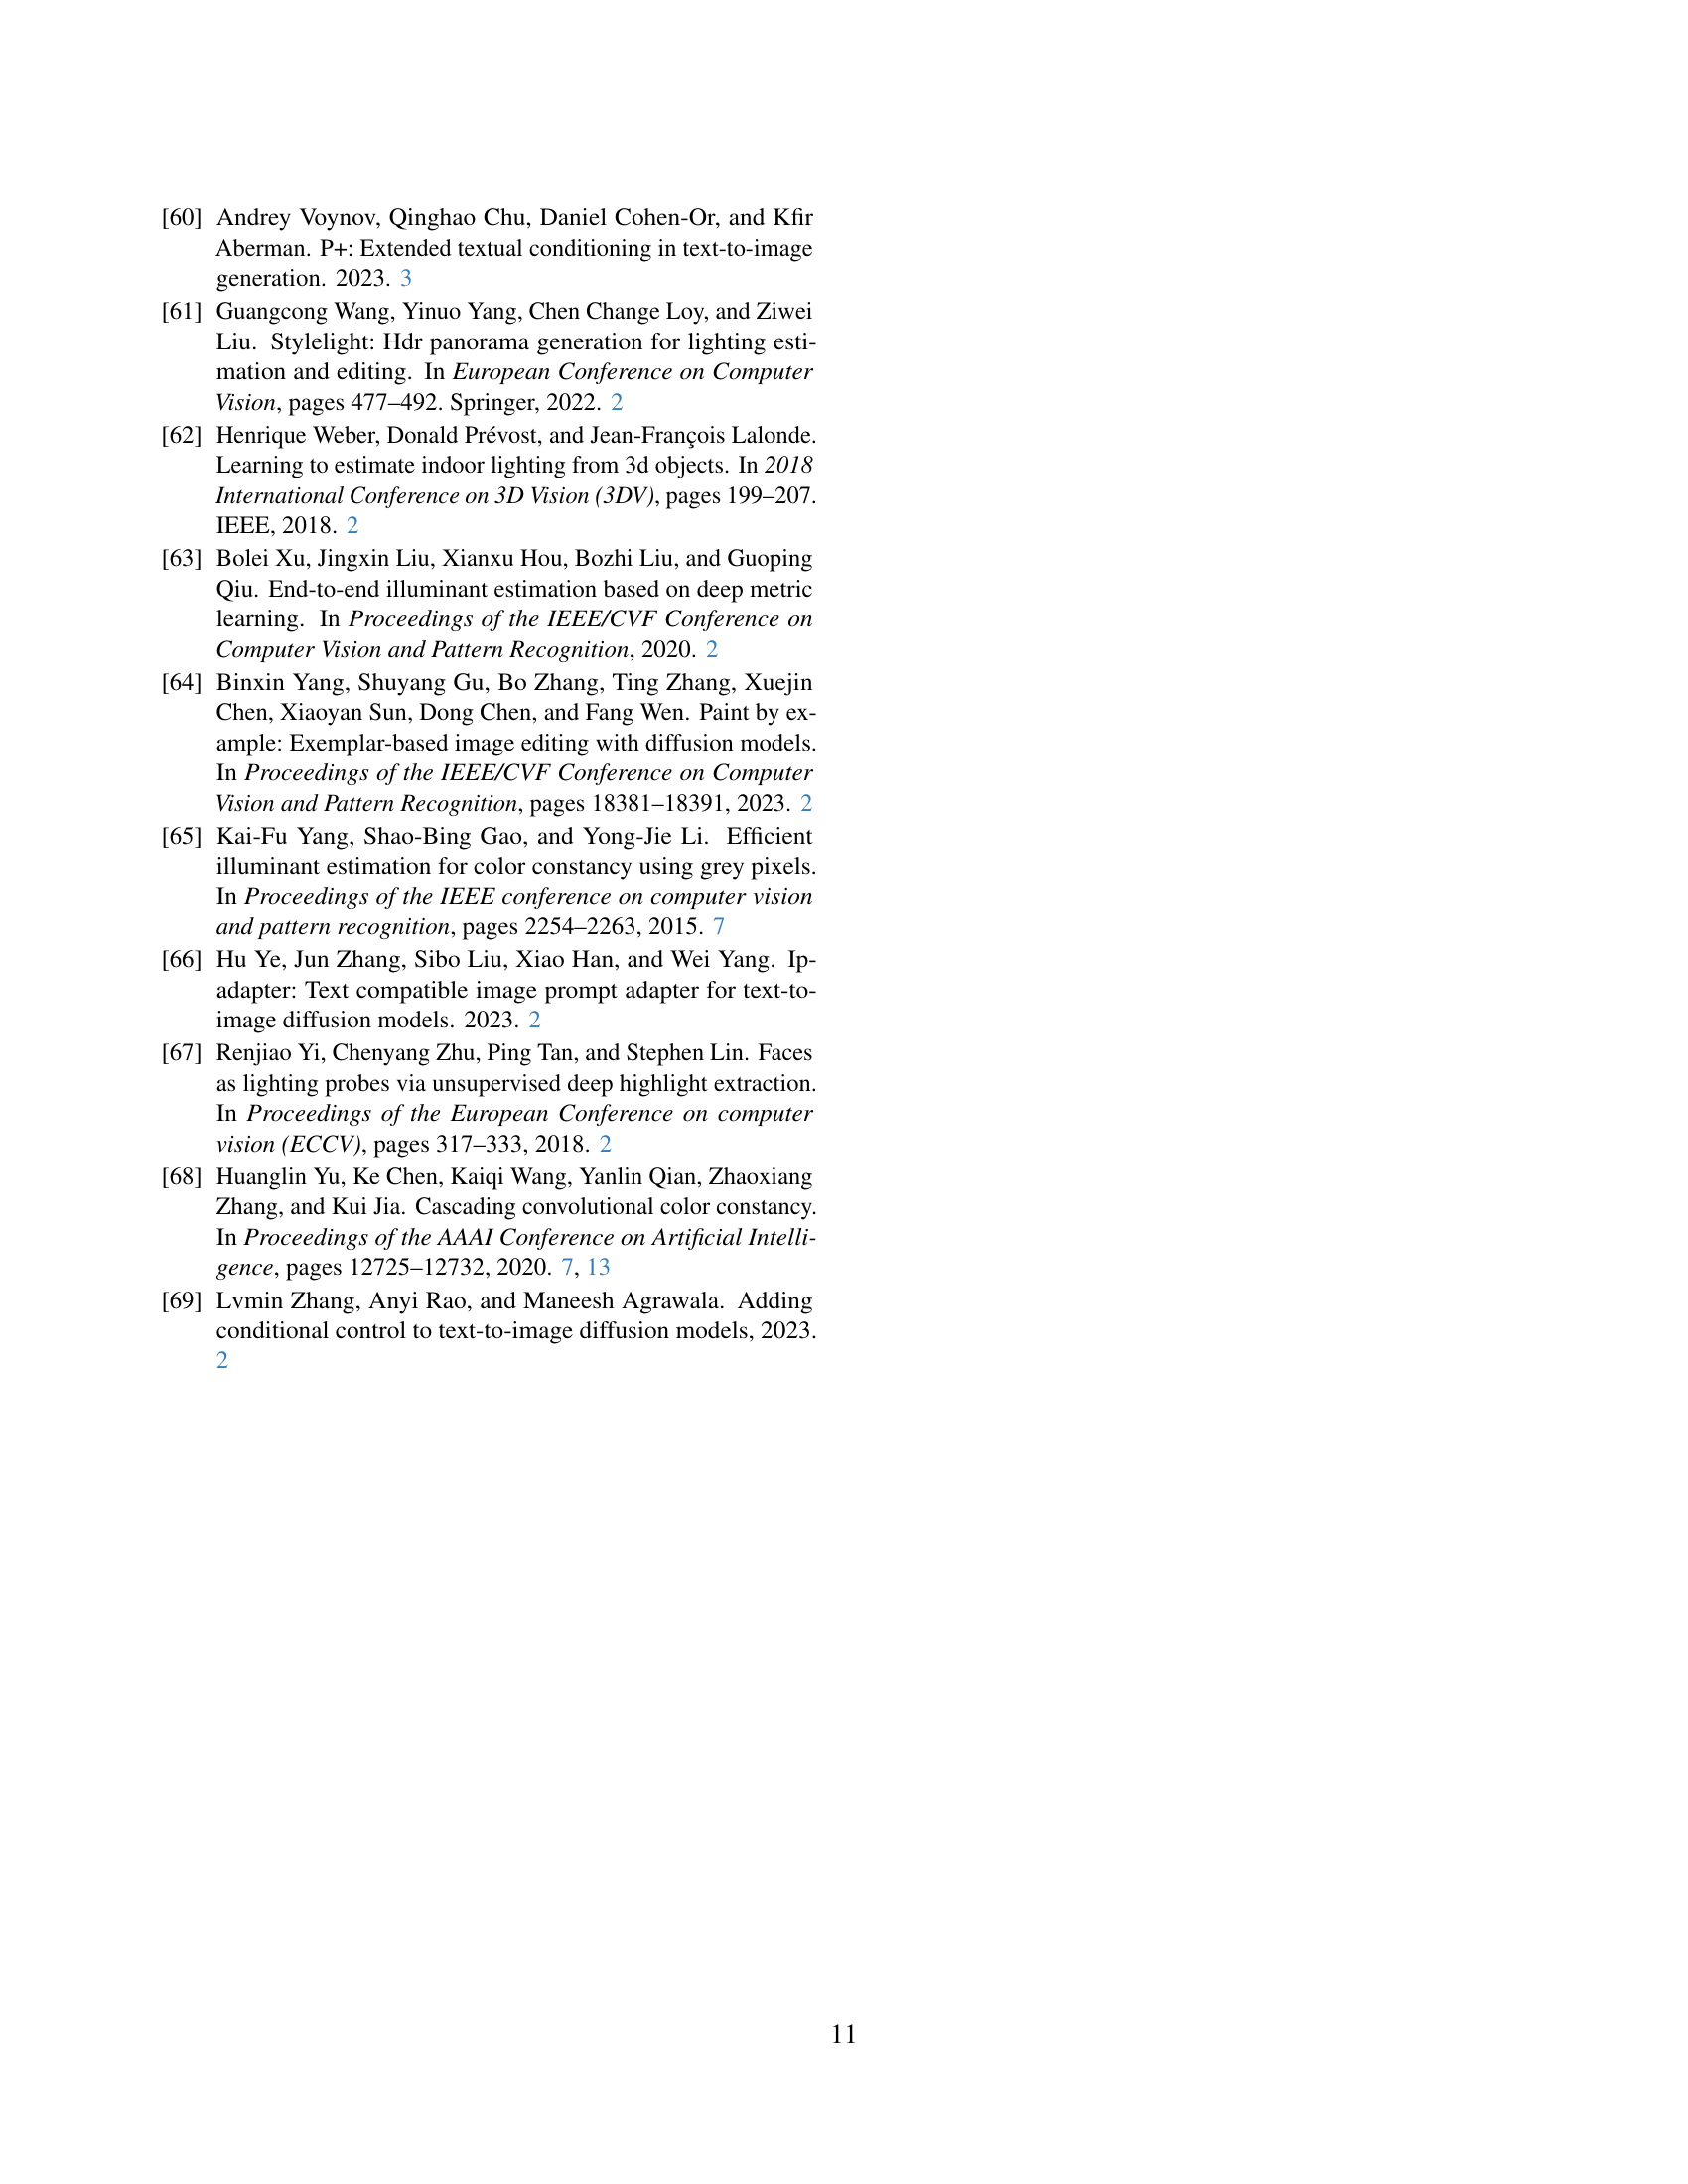 [60] Andrey Voynov, Qinghao Chu, Daniel Cohen-Or, and Kfir
Aberman. P+: Extended textual conditioning in text-to-image
generation. 2023. 3
[61] Guangcong Wang, Yinuo Yang, Chen Change Loy, and Ziwei
Liu. Stylelight: Hdr panorama generation for lighting esti-
mation and editing. In European Conference on Computer
Vision, pages 477–492. Springer, 2022. 2
[62] Henrique Weber, Donald Prévost, and Jean-François Lalonde.
Learning to estimate indoor lighting from 3d objects. In 2018
International Conference on 3D Vision (3DV), pages 199–207.
IEEE, 2018. 2
[63] Bolei Xu, Jingxin Liu, Xianxu Hou, Bozhi Liu, and Guoping
Qiu. End-to-end illuminant estimation based on deep metric
learning. In Proceedings of the IEEE/CVF Conference on
Computer Vision and Pattern Recognition, 2020. 2
[64] Binxin Yang, Shuyang Gu, Bo Zhang, Ting Zhang, Xuejin
Chen, Xiaoyan Sun, Dong Chen, and Fang Wen. Paint by ex-
ample: Exemplar-based image editing with diffusion models.
In Proceedings of the IEEE/CVF Conference on Computer
Vision and Pattern Recognition, pages 18381–18391, 2023. 2
[65] Kai-Fu Yang, Shao-Bing Gao, and Yong-Jie Li. Efficient
illuminant estimation for color constancy using grey pixels.
In Proceedings of the IEEE conference on computer vision
and pattern recognition, pages 2254–2263, 2015. 7
[66] Hu Ye, Jun Zhang, Sibo Liu, Xiao Han, and Wei Yang. Ip-
adapter: Text compatible image prompt adapter for text-to-
image diffusion models. 2023. 2
[67] Renjiao Yi, Chenyang Zhu, Ping Tan, and Stephen Lin. Faces
as lighting probes via unsupervised deep highlight extraction.
In Proceedings of the European Conference on computer
vision (ECCV), pages 317–333, 2018. 2
[68] Huanglin Yu, Ke Chen, Kaiqi Wang, Yanlin Qian, Zhaoxiang
Zhang, and Kui Jia. Cascading convolutional color constancy.
In Proceedings of the AAAI Conference on Artificial Intelli-
gence, pages 12725–12732, 2020. 7, 13
[69] Lvmin Zhang, Anyi Rao, and Maneesh Agrawala. Adding
conditional control to text-to-image diffusion models, 2023.
2
11